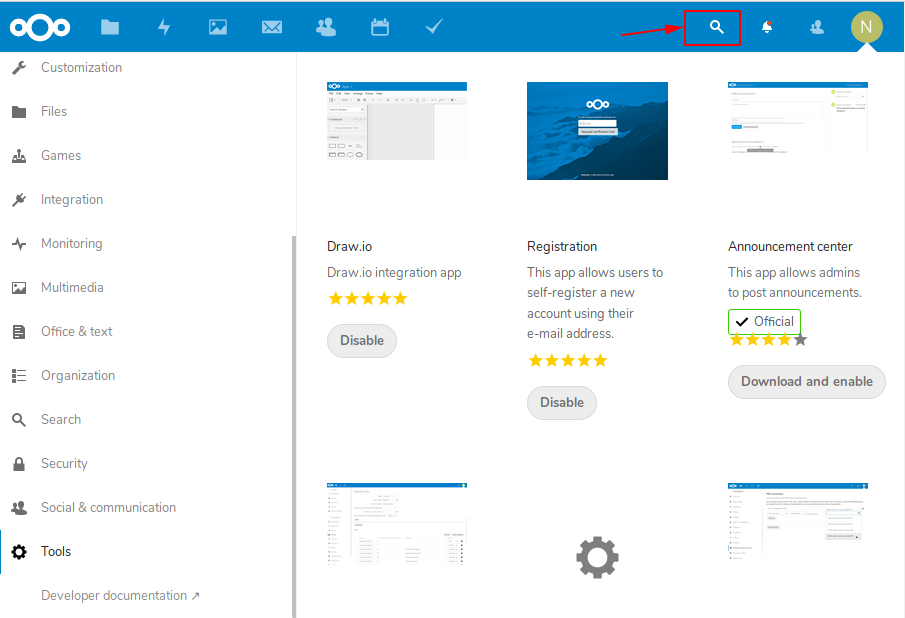 N
Customization
Files
Games
Integration
Monitoring
Multimedia
Office & text
Organization
Search
Security
Social & communication
Tools
Developer documentation ↗
Draw.io
Draw.io integration app
Disable
Registration
This app allows users to
self-register a new
account using their
e-mail address.
Disable
Announcement center
This app allows admins
to post announcements.
Official
Download and enable